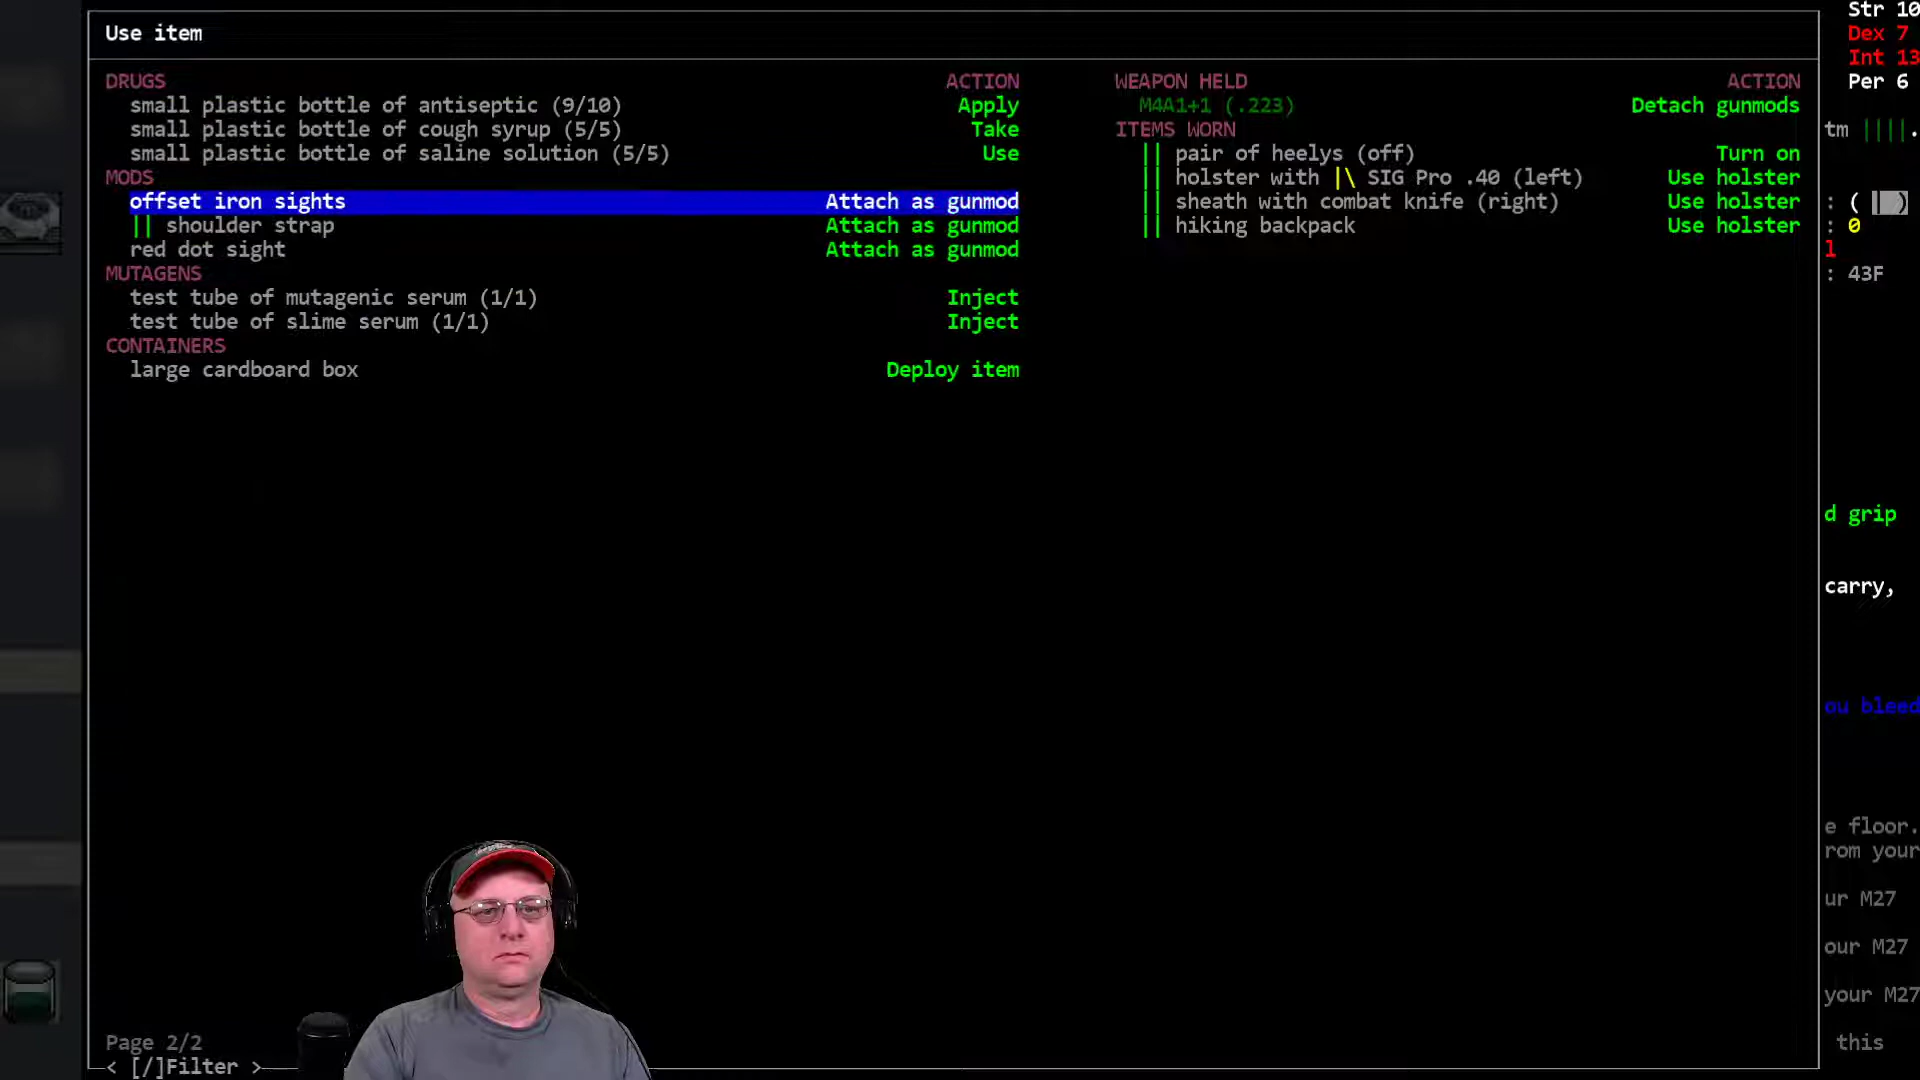 Use item
DRUGS ACTION
small plastic bottle of antiseptic (9/10) Apply
small plastic bottle of cough syrup (5/5) Take
small plastic bottle of saline solution (5/5) Use
MODS
offset iron sights Attach as gunmod
|| shoulder strap Attach as gunmod
red dot sight Attach as gunmod
MUTAGENS
test tube of mutagenic serum (1/1) Inject
test tube of slime serum (1/1) Inject
CONTAINERS
large cardboard box Deploy item
WEAPON HELD ACTION
M4A1+1 (.223) Detach gunmods
ITEMS WORN
|| pair of heelys (off) Turn on
|| holster with |\ SIG Pro .40 (left) Use holster
|| sheath with combat knife (right) Use holster
|| hiking backpack Use holster
Page 2/2
< [/]Filter >
Str 10
Dex 7
Int 13
Per 6
tm ||||.
: (
: 0
l
: 43F
d grip
carry,
ou bleed
e floor.
rom your
ur M27
our M27
your M27
this